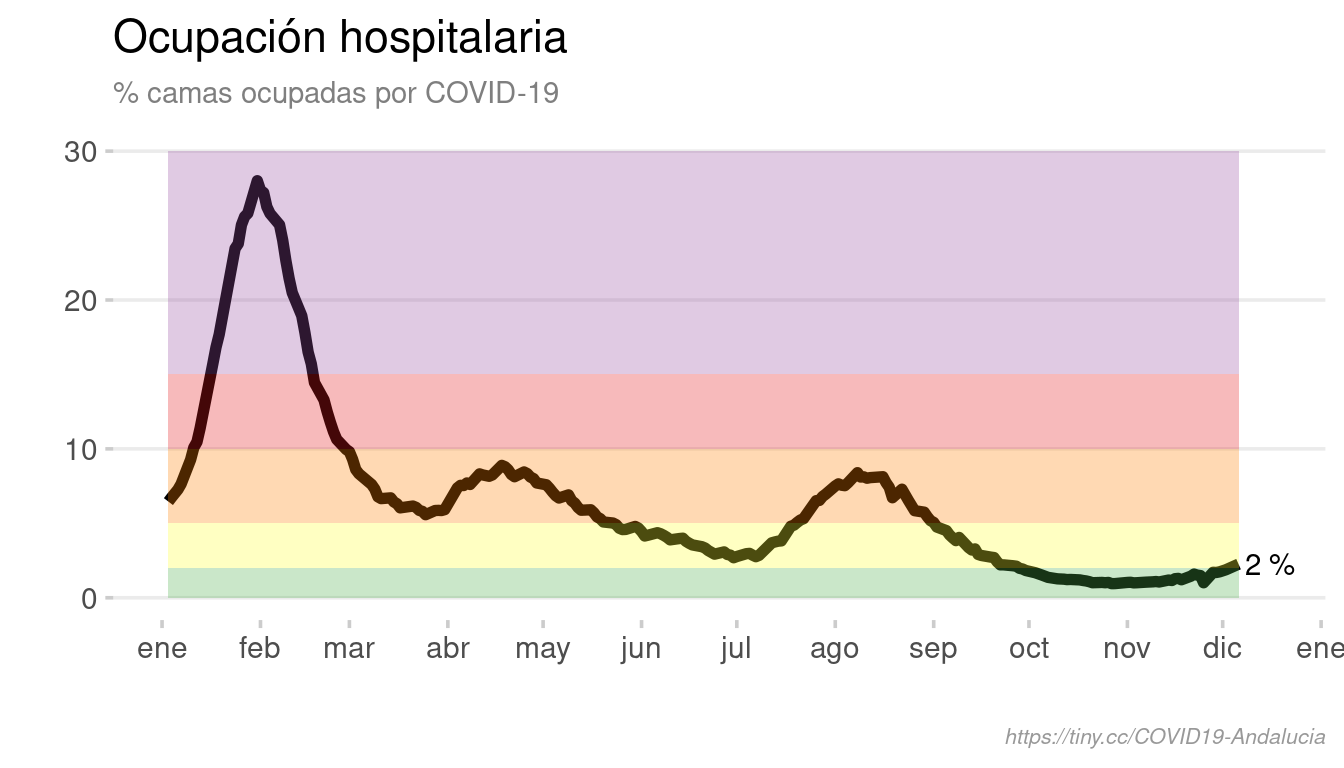 Ocupación hospitalaria
% camas ocupadas por COVID-19
30
20
10
0
2 %
ene feb mar abr may jun jul ago sep oct nov dic ene
https://tiny.cc/COVID19-Andalucia